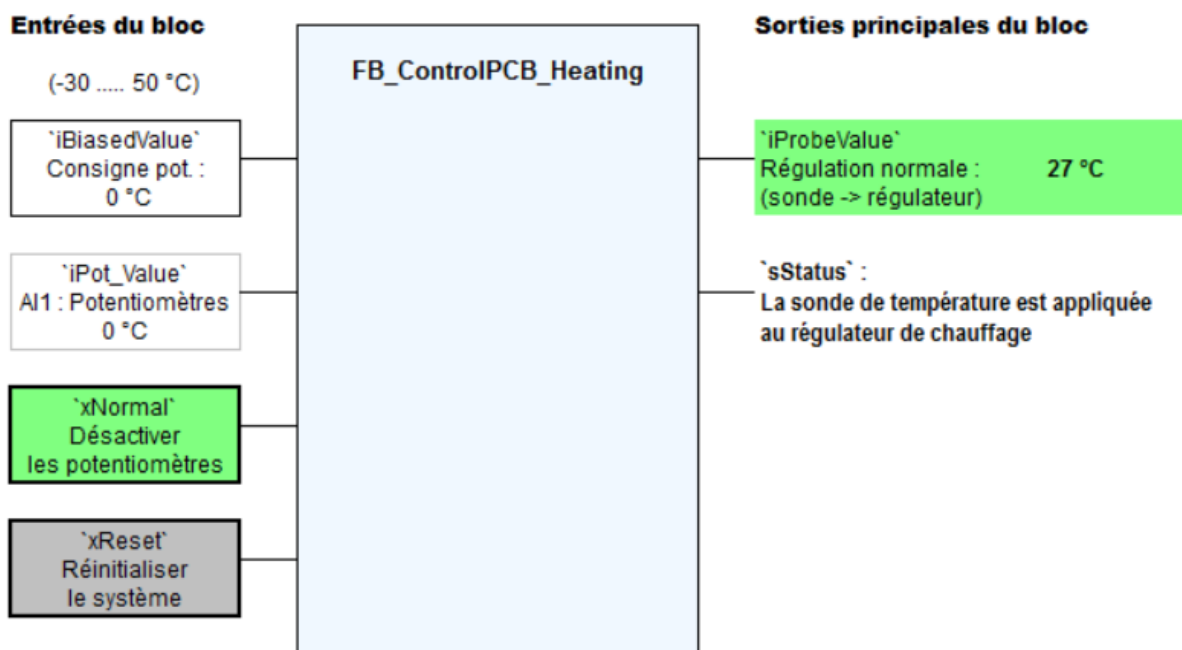 Entrées du bloc
(-30 ..... 50 °C)
`iBiasedValue`
Consigne pot. :
0 °C
`iPot_Value`
AI1 : Potentiomètres
0 °C
`xNormal`
Désactiver
les potentiomètres
`xReset`
Réinitialiser
le système
FB_ControlPCB_Heating
Sorties principales du bloc
`iProbeValue`
Régulation normale : 27 °C
(sonde -> régulateur)
`sStatus` :
La sonde de température est appliquée
au régulateur de chauffage